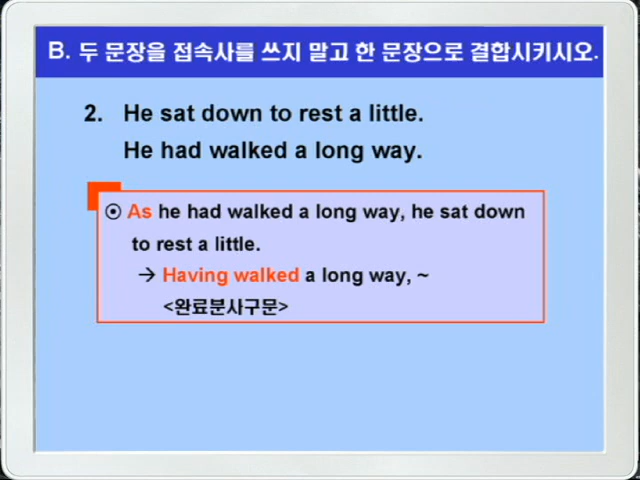 B. 두 문장을 접속사를 쓰지 말고 한 문장으로 결합시키시오.
2. He sat down to rest a little.
He had walked a long way.
⊙ As he had walked a long way, he sat down
to rest a little.
→ Having walked a long way, ~
<완료분사구문>